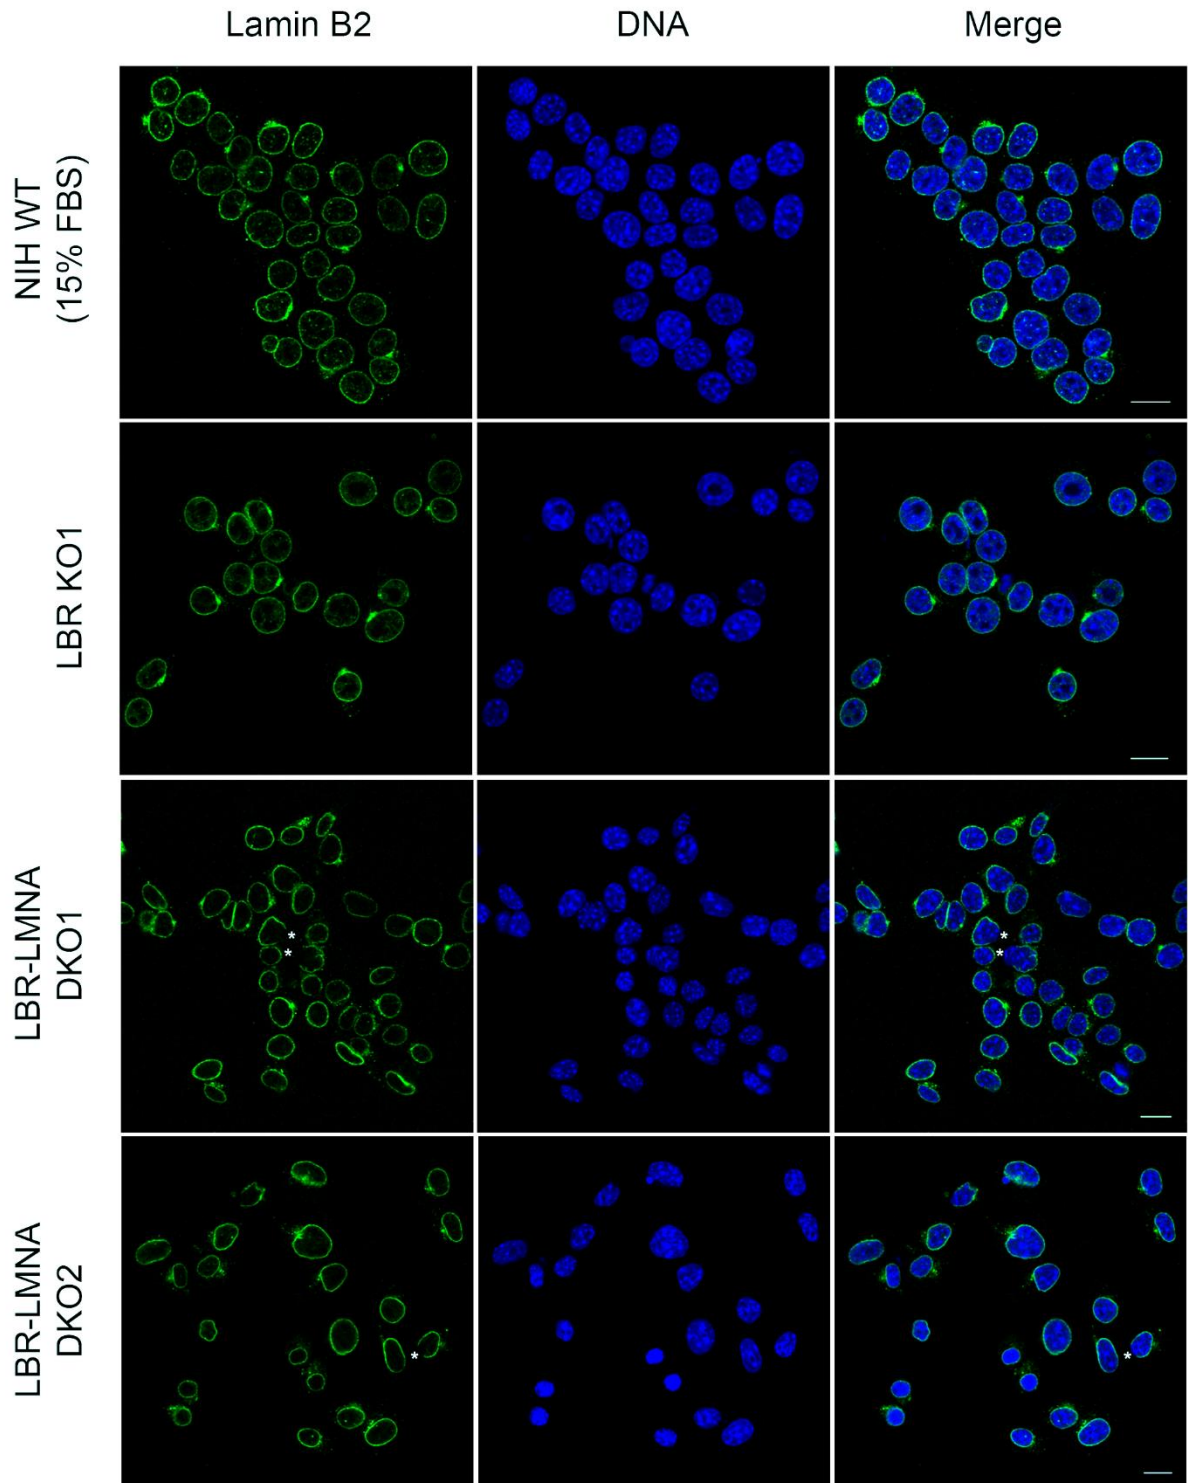 Lamin B2
DNA
Merge
NIH WT
(15% FBS)
LBR KO1
LBR-LMNA
DKO1
*
*
*
*
LBR-LMNA
DKO2
*
*